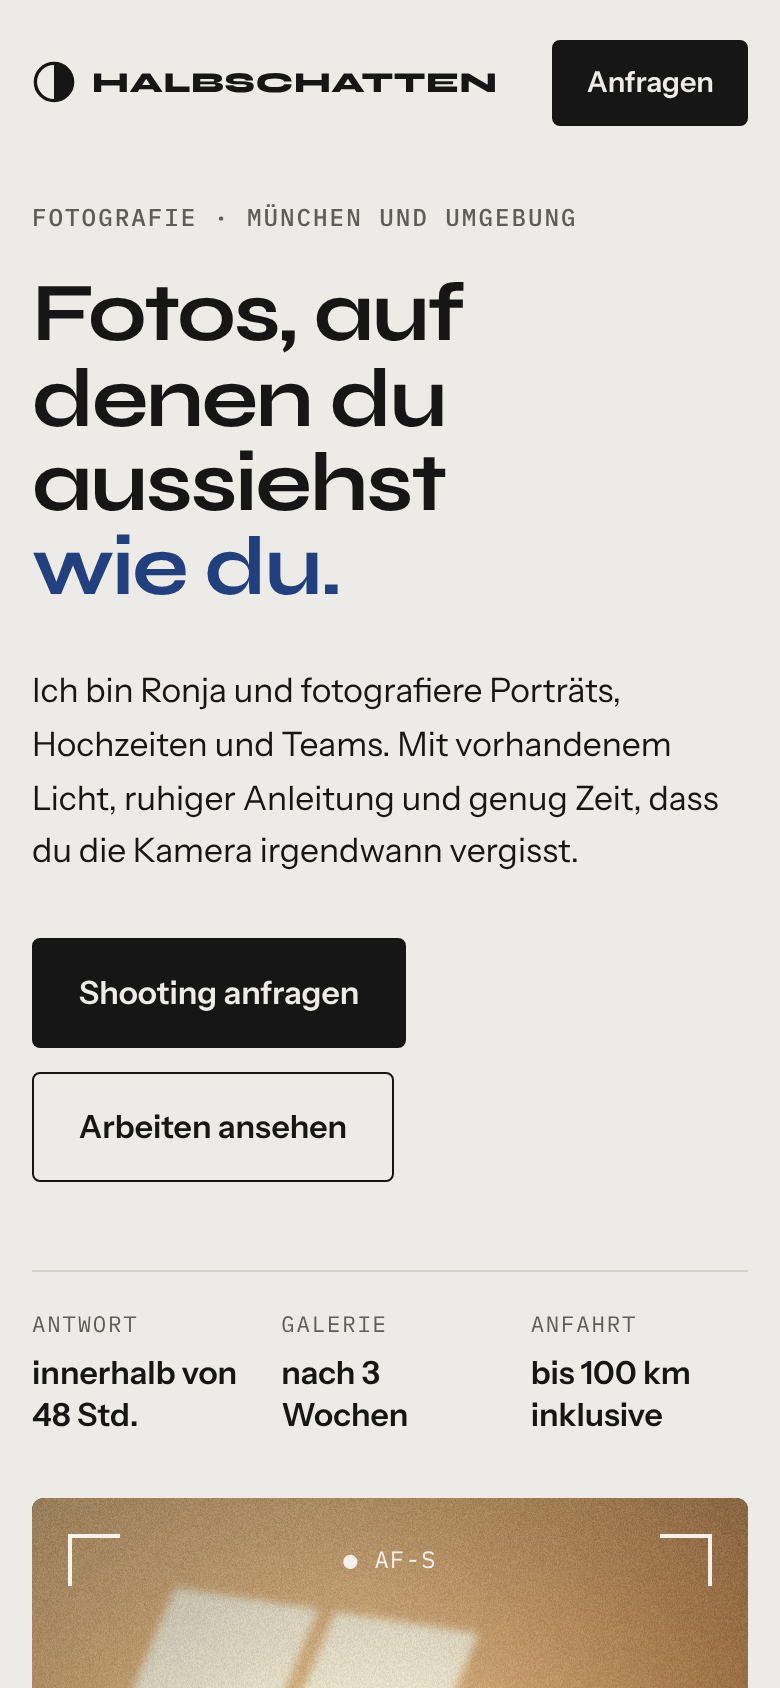 HALBSCHATTEN
Anfragen
FOTOGRAFIE · MÜNCHEN UND UMGEBUNG
Fotos, auf
denen du
aussiehst
wie du.
Ich bin Ronja und fotografiere Porträts,
Hochzeiten und Teams. Mit vorhandenem
Licht, ruhiger Anleitung und genug Zeit, dass
du die Kamera irgendwann vergisst.
Shooting anfragen
Arbeiten ansehen
ANTWORT
innerhalb von
48 Std.
GALERIE
nach 3
Wochen
ANFAHRT
bis 100 km
inklusive
AF-S